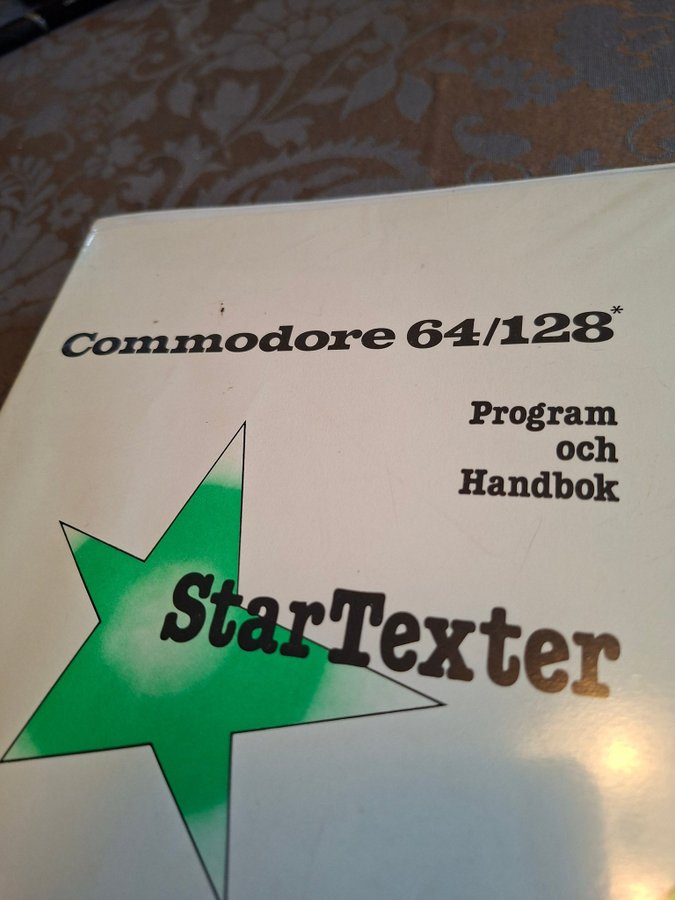 Commodore 64/128*
Program
och
Handbok
StarTexter